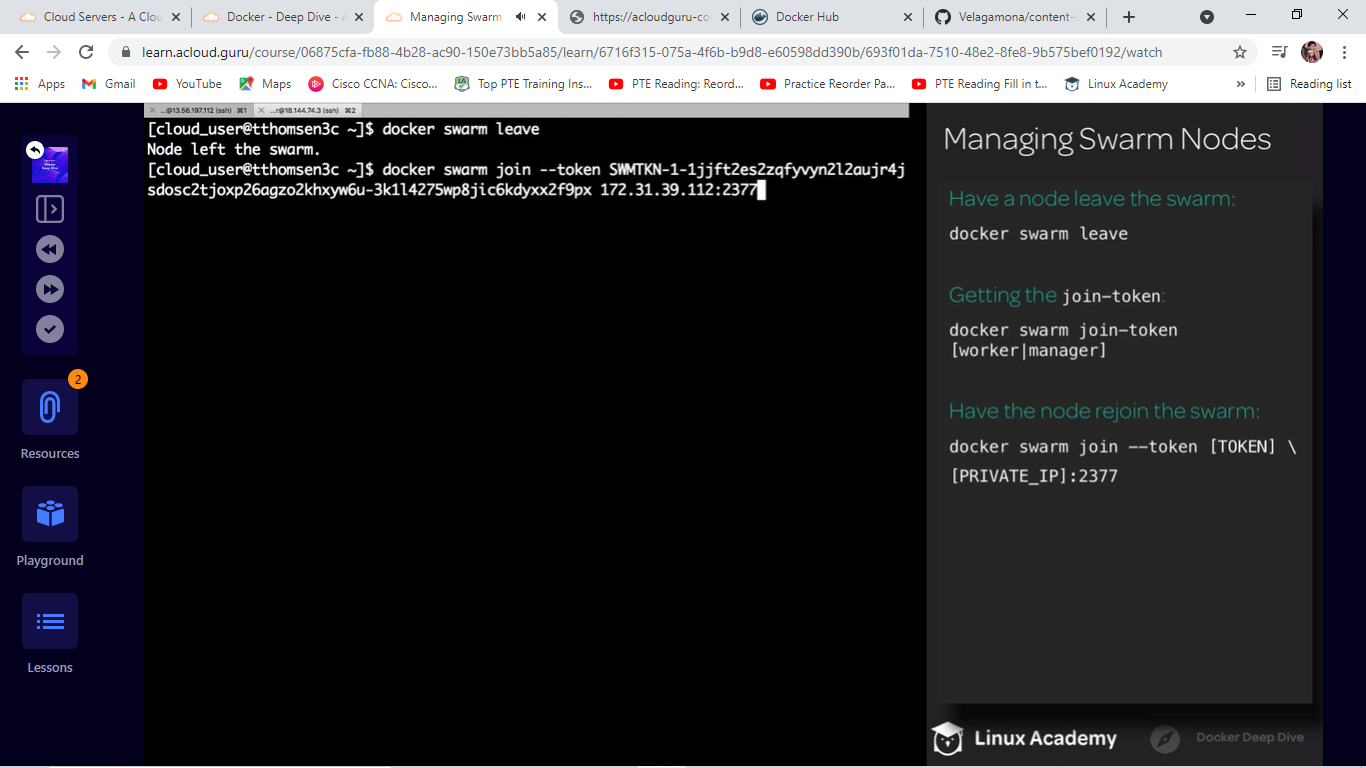 Cloud Servers - A Clou
Docker - Deep Dive - A
Managing Swarm
https://acloudguru-co
Docker Hub
Velagamona/content-
learn.acloud.guru/course/06875cfa-fb88-4b28-ac90-150e73bb5a85/learn/6716f315-075a-4f6b-b9d8-e60598dd390b/693f01da-7510-48e2-8fe8-9b575bef0192/watch
Apps
Gmail
YouTube
Maps
Cisco CCNA: Cisco...
Top PTE Training Ins...
PTE Reading: Reord...
Practice Reorder Pa...
PTE Reading Fill in t...
Linux Academy
»
Reading list
...@13.56.197.112 (ssh) ⌘1
...r@18.144.74.3 (ssh) ⌘2
[cloud_user@tthomsen3c ~]$ docker swarm leave
Node left the swarm.
[cloud_user@tthomsen3c ~]$ docker swarm join --token SWMTKN-1-1jjft2es2zqfyvyn2l2aujr4j
sdosc2tjoxp26agzo2khxyw6u-3k1l4275wp8jic6kdyxx2f9px 172.31.39.112:2377
2
Resources
Playground
Lessons
Managing Swarm Nodes
Have a node leave the swarm:
docker swarm leave
Getting the join-token:
docker swarm join-token
[worker|manager]
Have the node rejoin the swarm:
docker swarm join --token [TOKEN] \
[PRIVATE_IP]:2377
Linux Academy
Docker Deep Dive